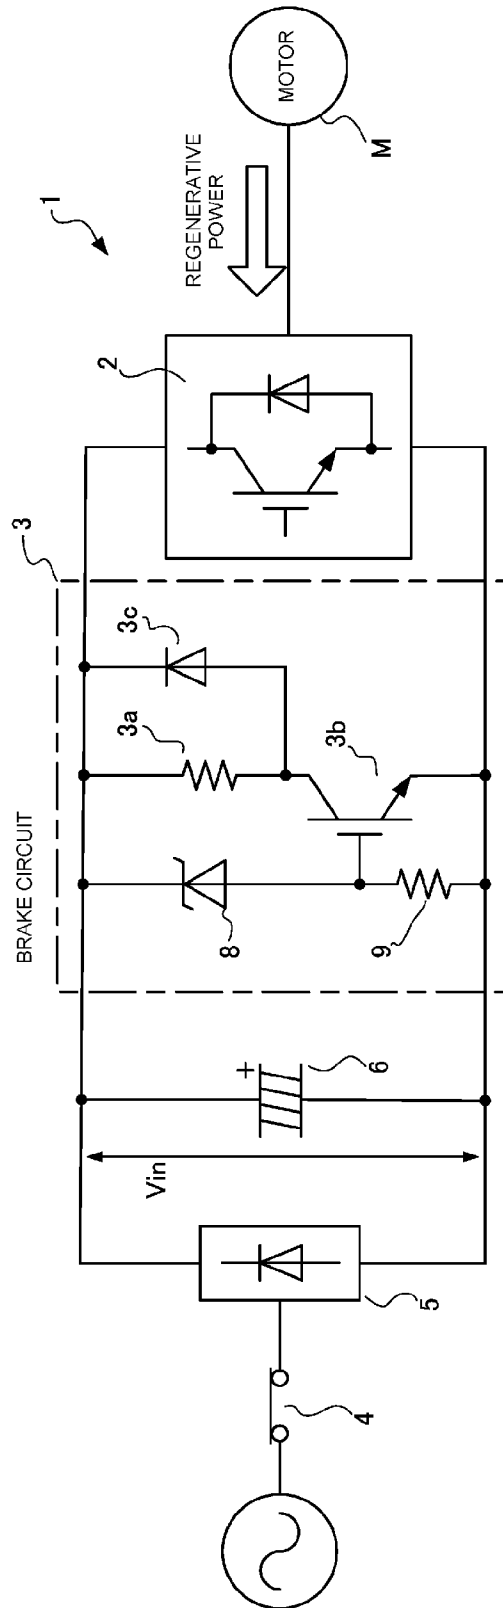 1
BRAKE CIRCUIT
3
REGENERATIVE
POWER
MOTOR
M
2
3c
3a
3b
8
9
+
6
Vin
5
4